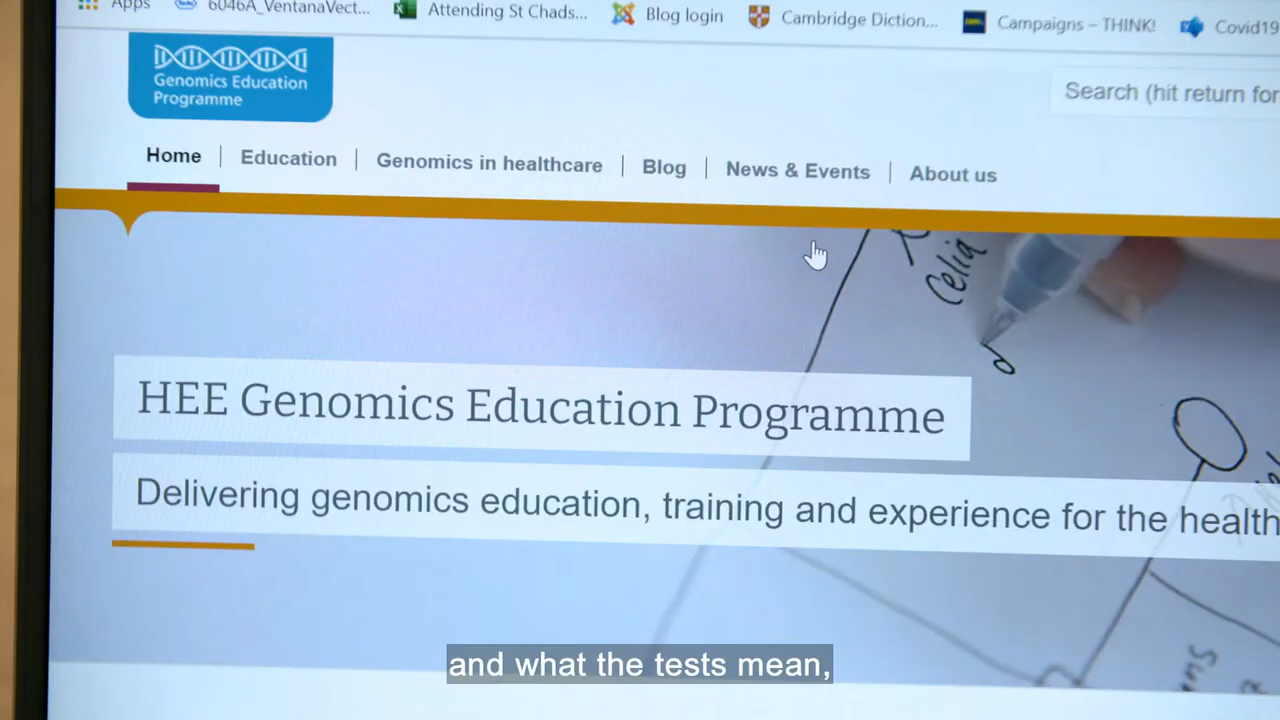 Apps 6046A_VentanaVect... Attending St Chads... Blog login Cambridge Diction... Campaigns – THINK! Covid19
Genomics Education
Programme
Search (hit return for
Home Education Genomics in healthcare Blog News & Events About us
Celia
HEE Genomics Education Programme
Delivering genomics education, training and experience for the health
and what the tests mean,